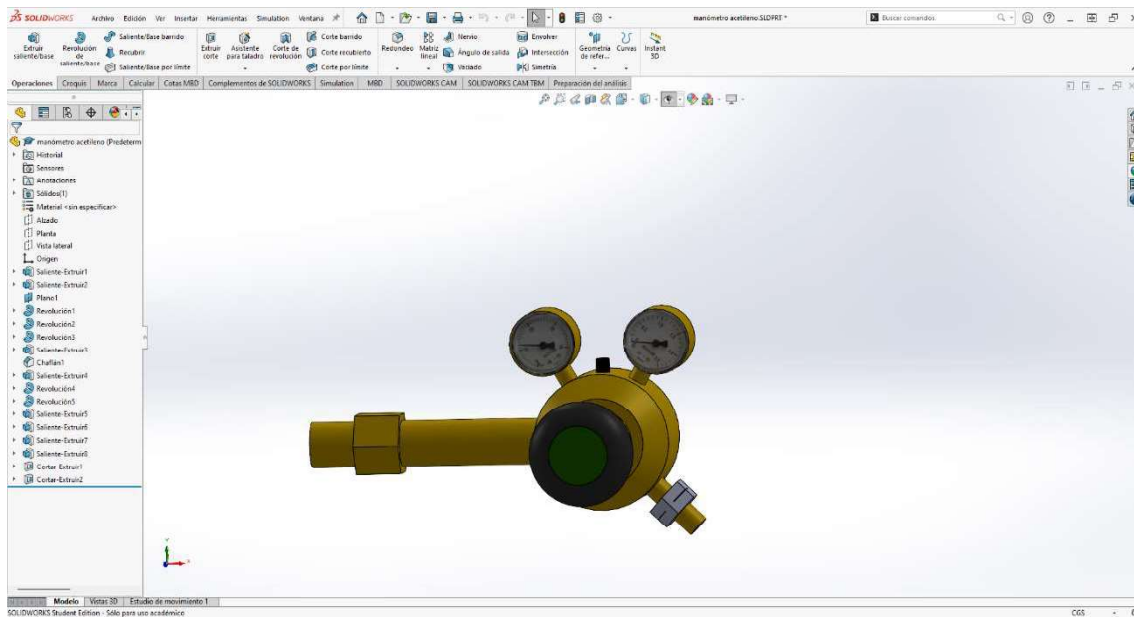 SOLIDWORKS Archivo Edición Ver Insertar Herramientas Simulation Ventana manómetro acetileno.SLDPRT * Buscar comandos
Extruir saliente/base
Revolución de saliente/base
Saliente/Base barrido
Recubrir
Saliente/Base por límite
Extruir corte
Asistente para taladro
Corte de revolución
Corte barrido
Corte recubierto
Corte por límite
Redondeo
Matriz lineal
Nervio
Ángulo de salida
Vaciado
Envolver
Intersección
Simetría
Geometría de refer...
Curvas
Instant 3D
Operaciones Croquis Marca Calcular Cotas MBD Complementos de SOLIDWORKS Simulation MBD SOLIDWORKS CAM SOLIDWORKS CAM TBM Preparación del análisis
manómetro acetileno (Predeterm
Historial
Sensores
Anotaciones
Sólidos(1)
Material <sin especificar>
Alzado
Planta
Vista lateral
Origen
Saliente-Extruir1
Saliente-Extruir2
Plano1
Revolución1
Revolución2
Revolución3
Saliente-Extruir3
Chaflán1
Saliente-Extruir4
Revolución4
Revolución5
Saliente-Extruir5
Saliente-Extruir6
Saliente-Extruir7
Saliente-Extruir8
Cortar-Extruir1
Cortar-Extruir2
Modelo Vistas 3D Estudio de movimiento 1
SOLIDWORKS Student Edition - Sólo para uso académico CGS